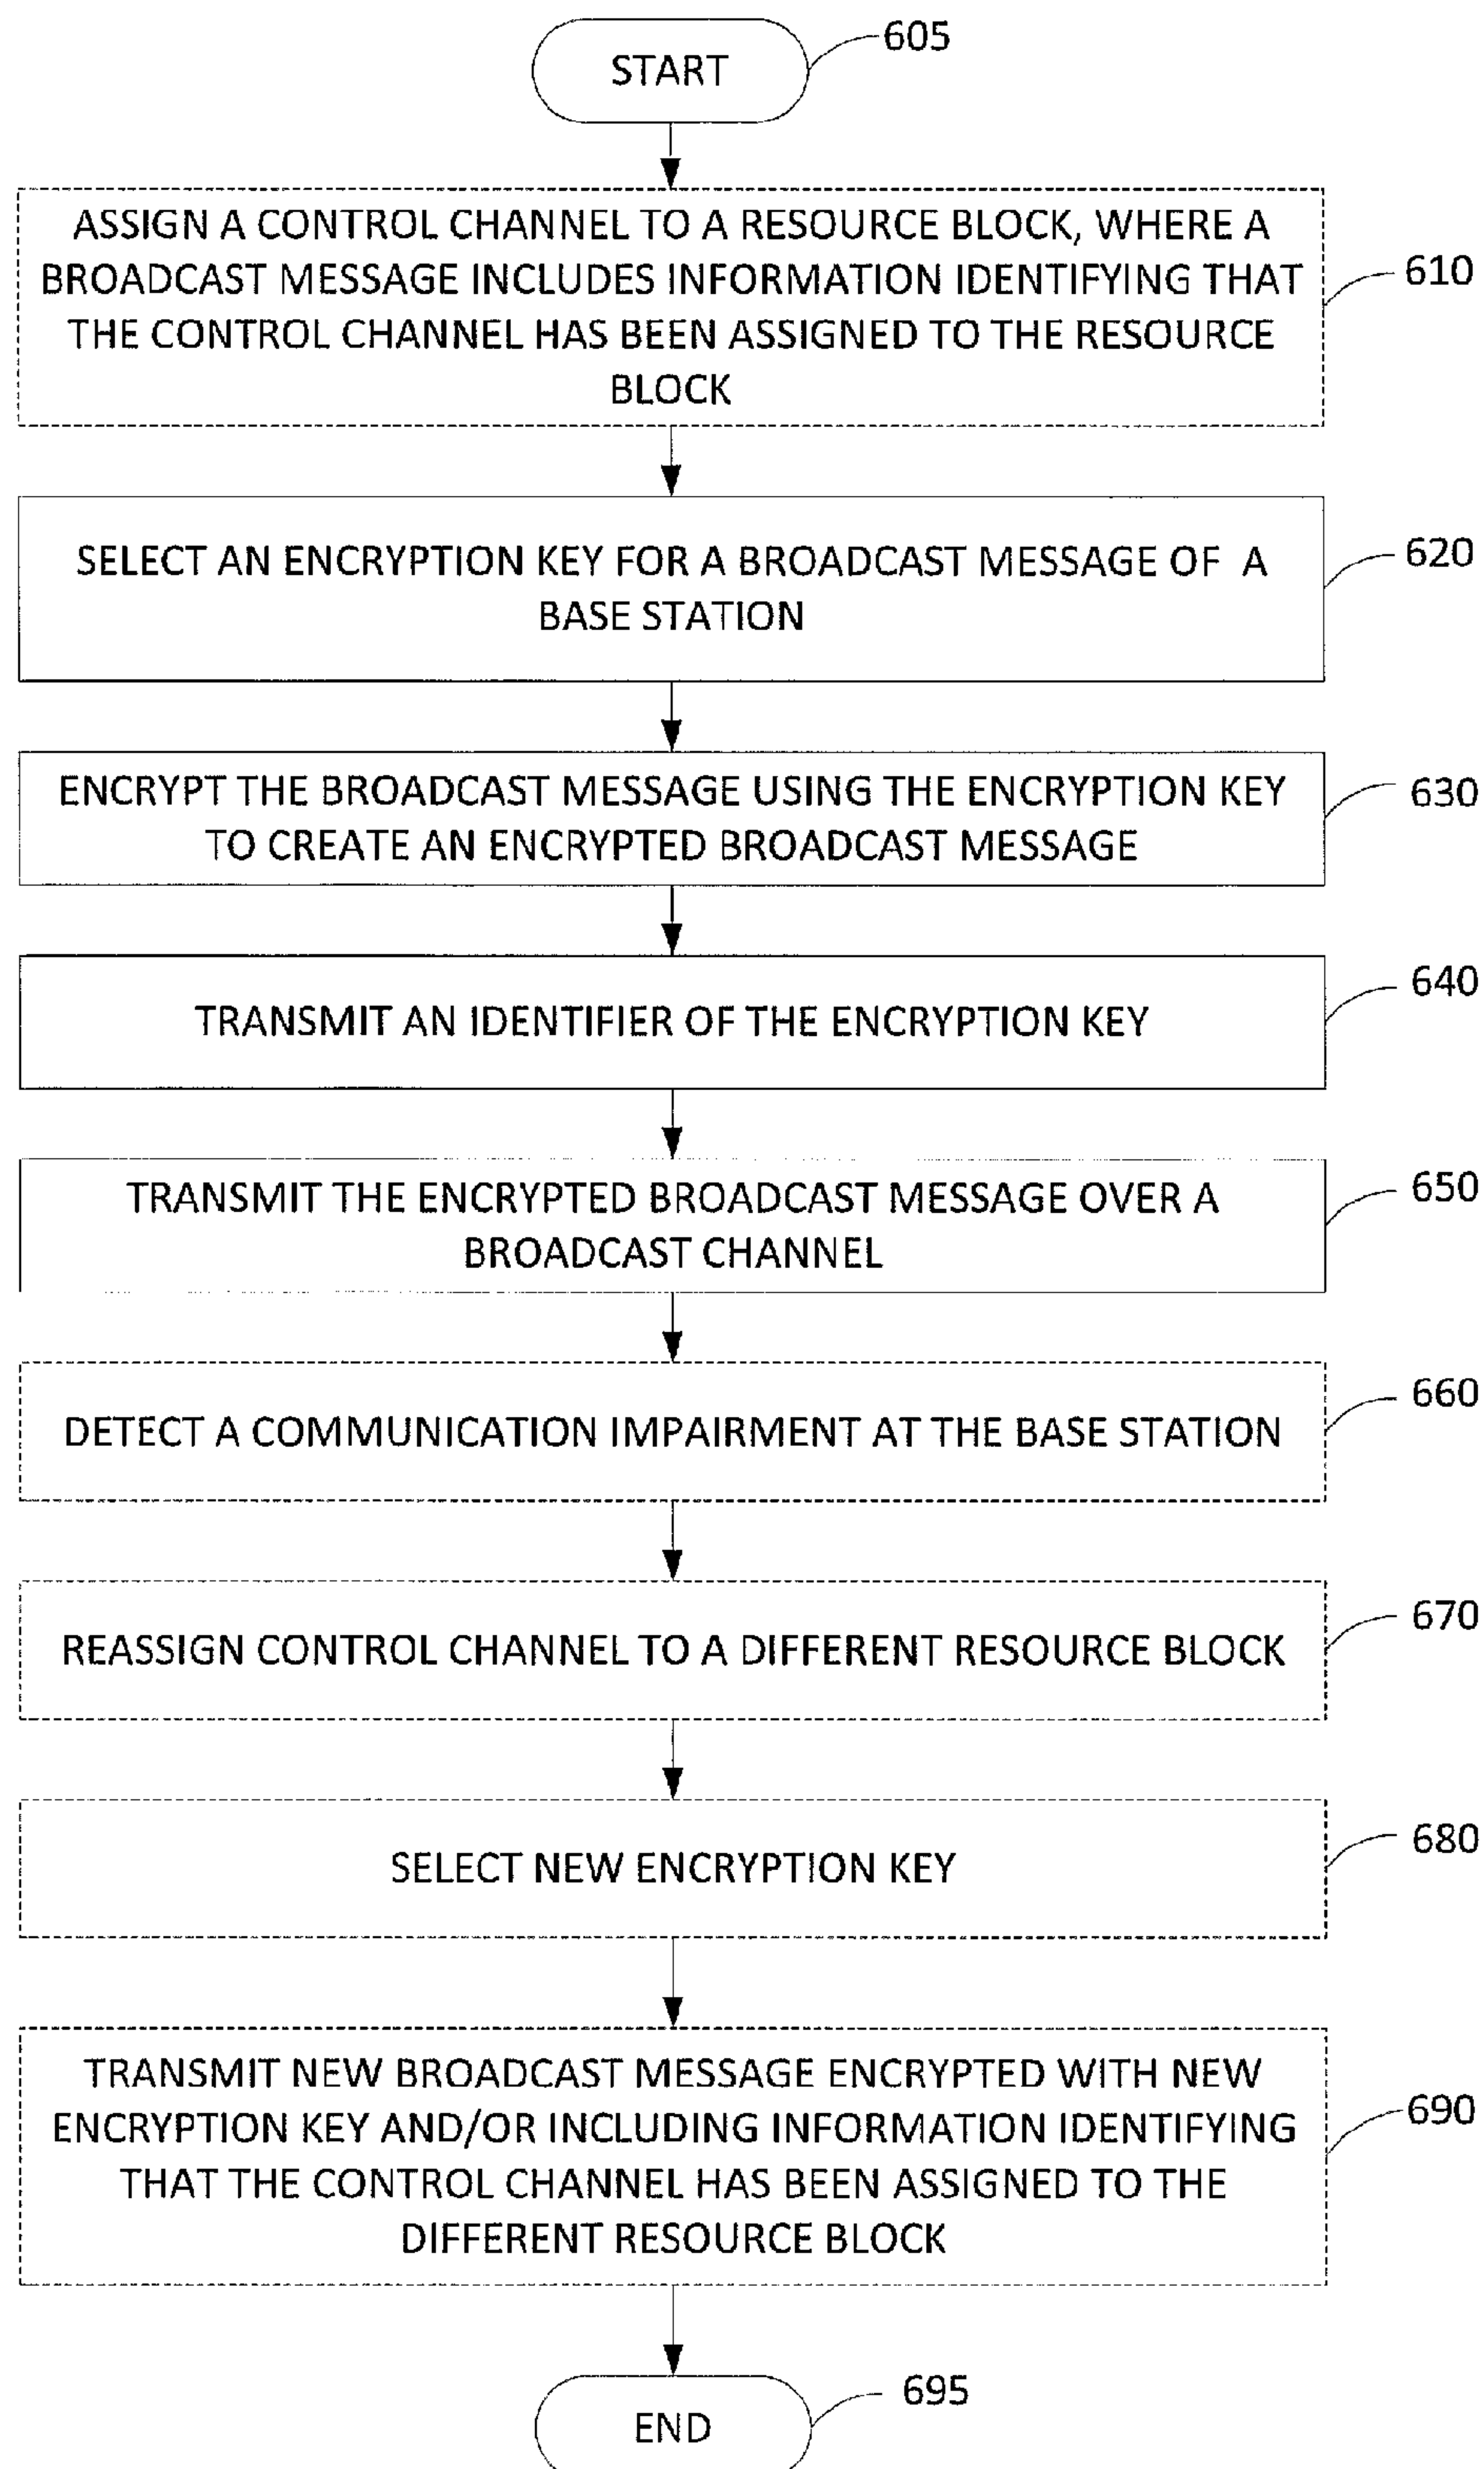 START
605
ASSIGN A CONTROL CHANNEL TO A RESOURCE BLOCK, WHERE A
BROADCAST MESSAGE INCLUDES INFORMATION IDENTIFYING THAT
THE CONTROL CHANNEL HAS BEEN ASSIGNED TO THE RESOURCE
BLOCK
610
SELECT AN ENCRYPTION KEY FOR A BROADCAST MESSAGE OF A
BASE STATION
620
ENCRYPT THE BROADCAST MESSAGE USING THE ENCRYPTION KEY
TO CREATE AN ENCRYPTED BROADCAST MESSAGE
630
TRANSMIT AN IDENTIFIER OF THE ENCRYPTION KEY
640
TRANSMIT THE ENCRYPTED BROADCAST MESSAGE OVER A
BROADCAST CHANNEL
650
DETECT A COMMUNICATION IMPAIRMENT AT THE BASE STATION
660
REASSIGN CONTROL CHANNEL TO A DIFFERENT RESOURCE BLOCK
670
SELECT NEW ENCRYPTION KEY
680
TRANSMIT NEW BROADCAST MESSAGE ENCRYPTED WITH NEW
ENCRYPTION KEY AND/OR INCLUDING INFORMATION IDENTIFYING
THAT THE CONTROL CHANNEL HAS BEEN ASSIGNED TO THE
DIFFERENT RESOURCE BLOCK
690
END
695